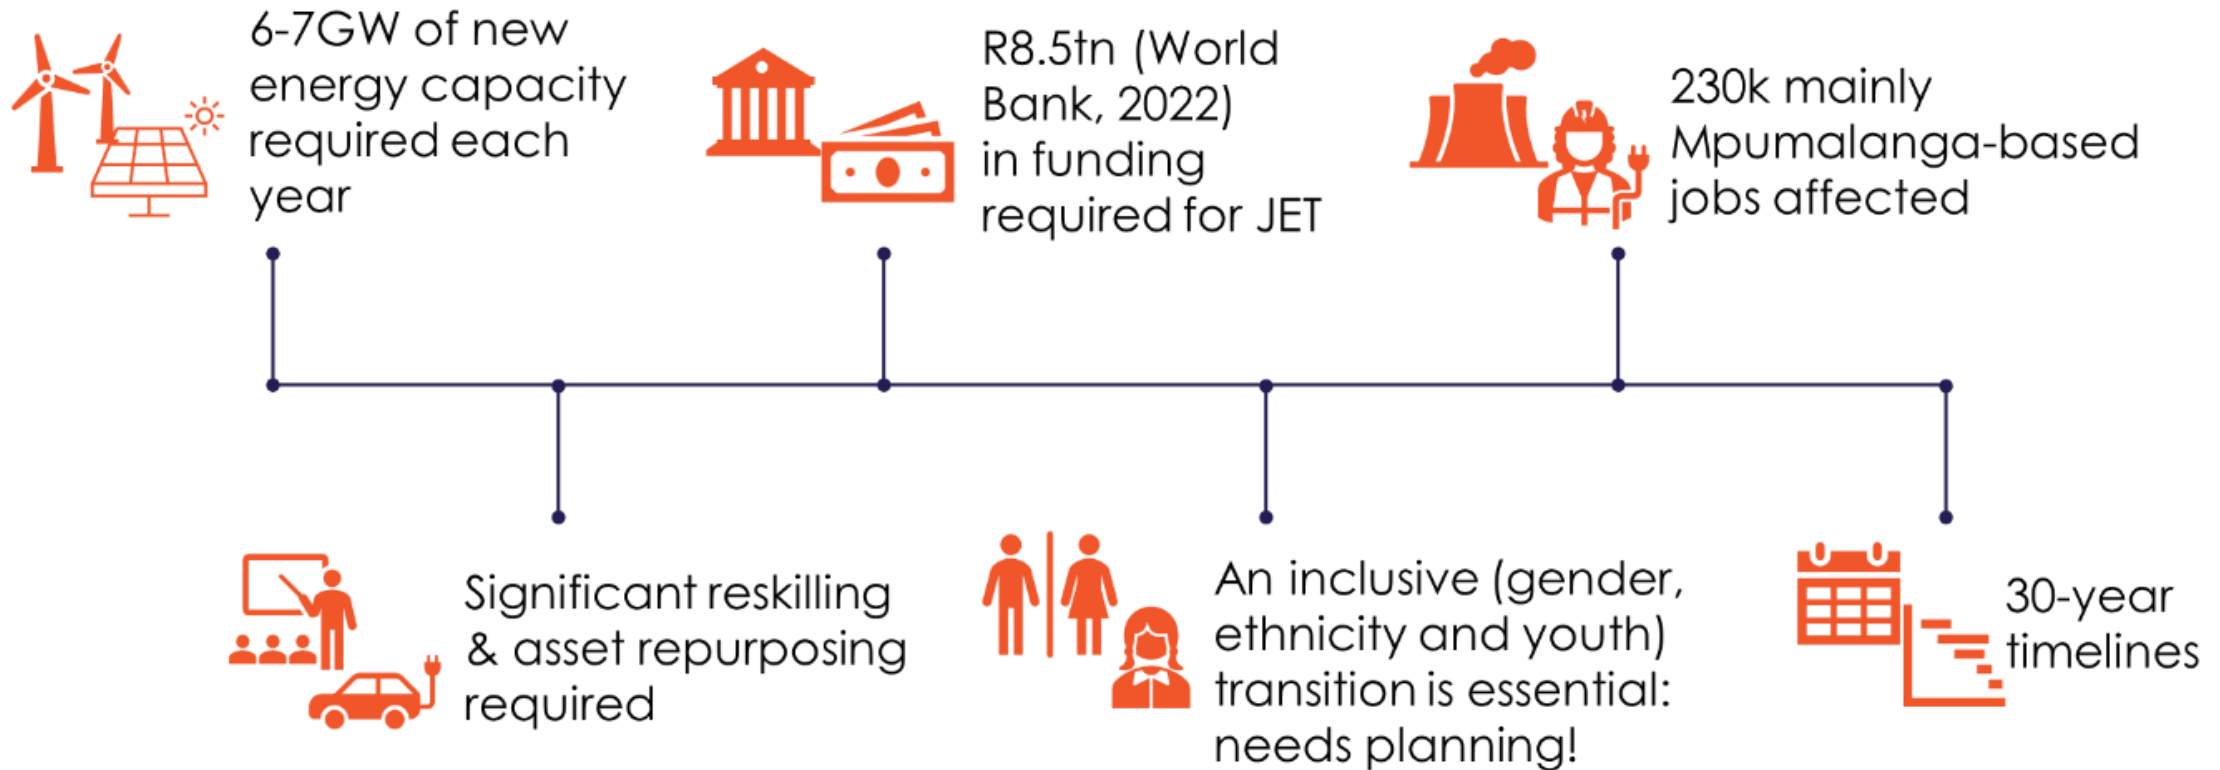 6-7GW of new
energy capacity
required each
year
R8.5tn (World
Bank, 2022)
in funding
required for JET
230k mainly
Mpumalanga-based
jobs affected
Significant reskilling
& asset repurposing
required
An inclusive (gender,
ethnicity and youth)
transition is essential:
needs planning!
30-year
timelines